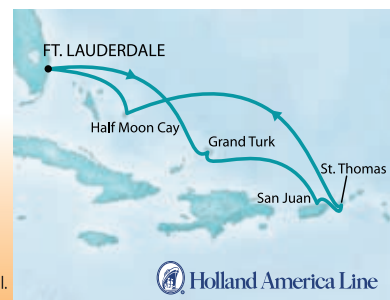 FT. LAUDERDALE
Half Moon Cay
Grand Turk
St. Thomas
San Juan
l.
Holland America Line